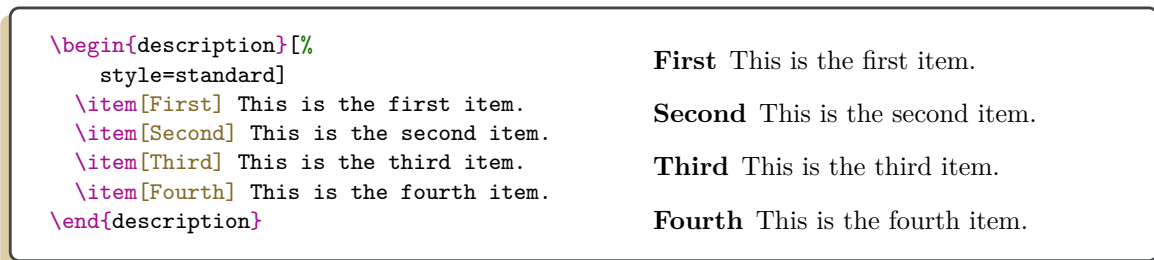 \begin{description}[%
    style=standard]
  \item[First] This is the first item.
  \item[Second] This is the second item.
  \item[Third] This is the third item.
  \item[Fourth] This is the fourth item.
\end{description}
First This is the first item.
Second This is the second item.
Third This is the third item.
Fourth This is the fourth item.